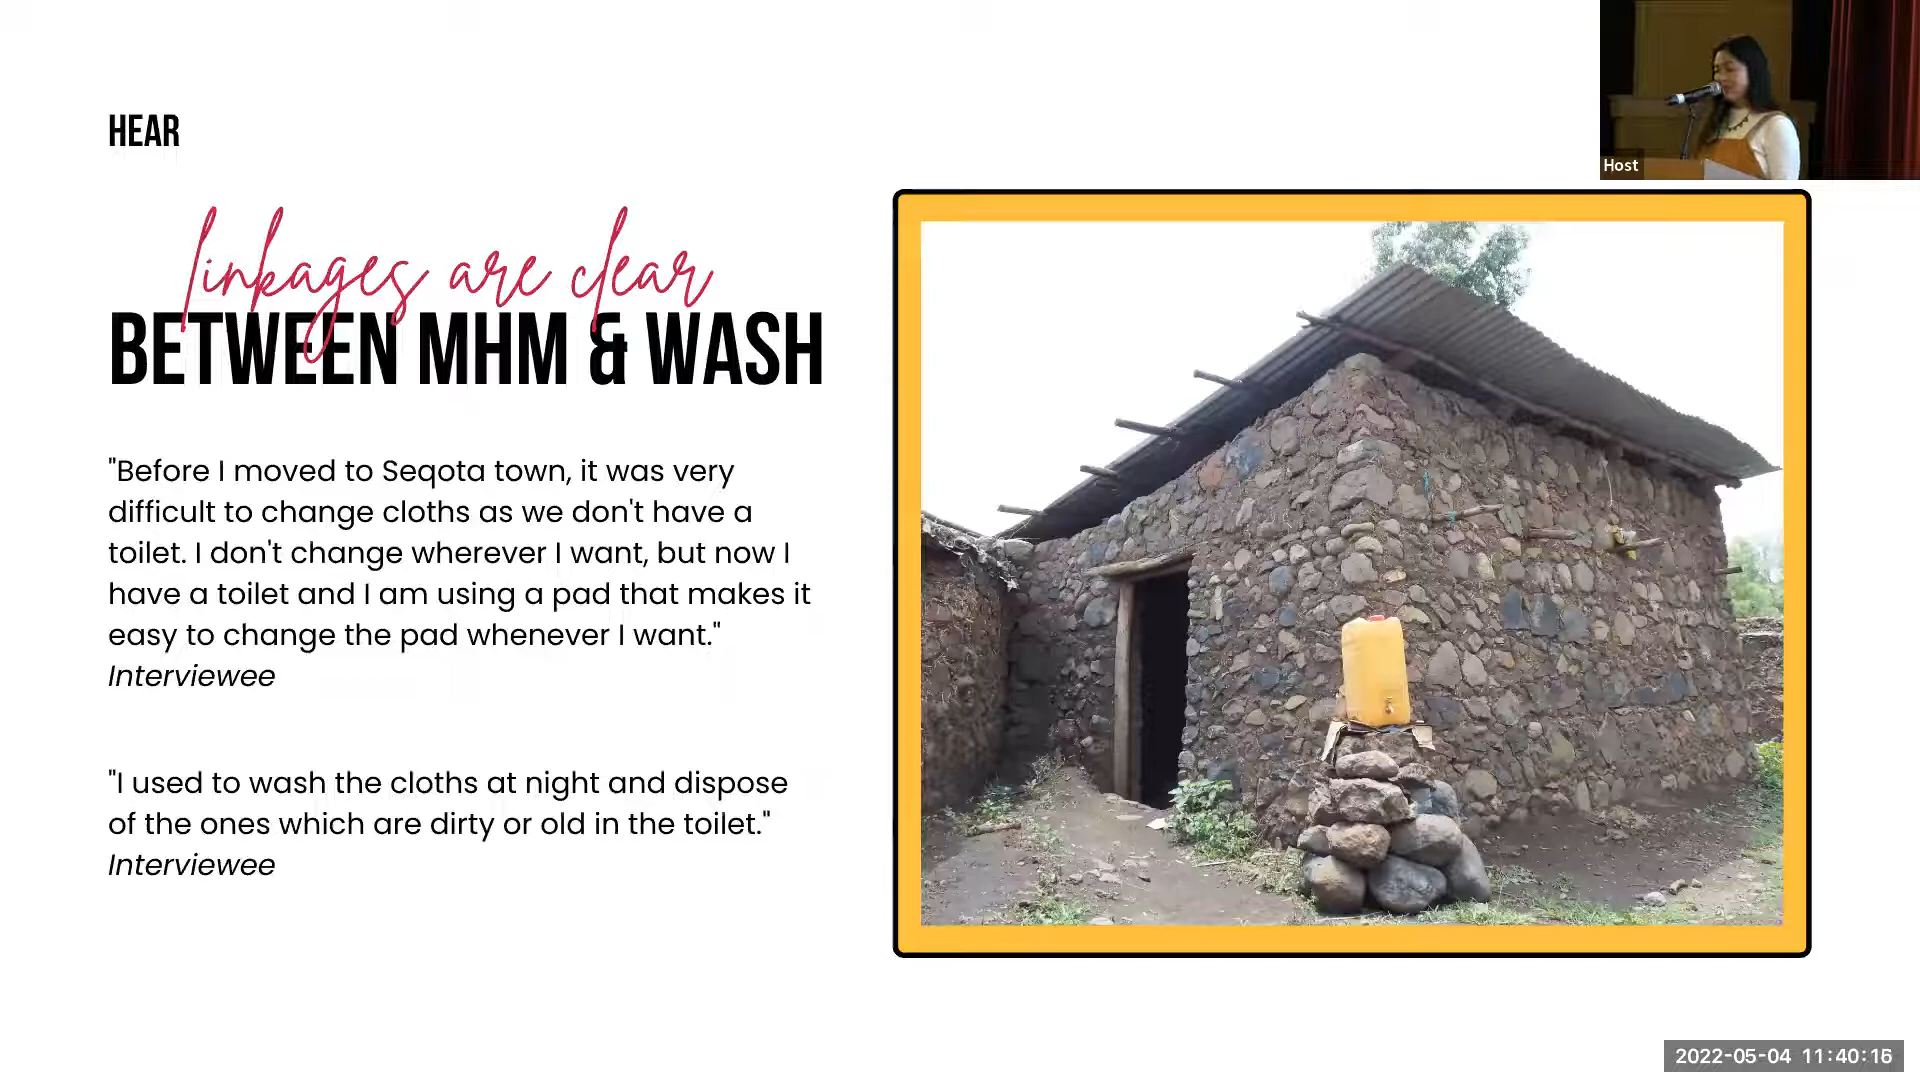 HEAR
linkages are clear
BETWEEN MHM & WASH
"Before I moved to Seqota town, it was very
difficult to change cloths as we don't have a
toilet. I don't change wherever I want, but now I
have a toilet and I am using a pad that makes it
easy to change the pad whenever I want."
Interviewee
"I used to wash the cloths at night and dispose
of the ones which are dirty or old in the toilet."
Interviewee
Host
2022-05-04 11:40:16